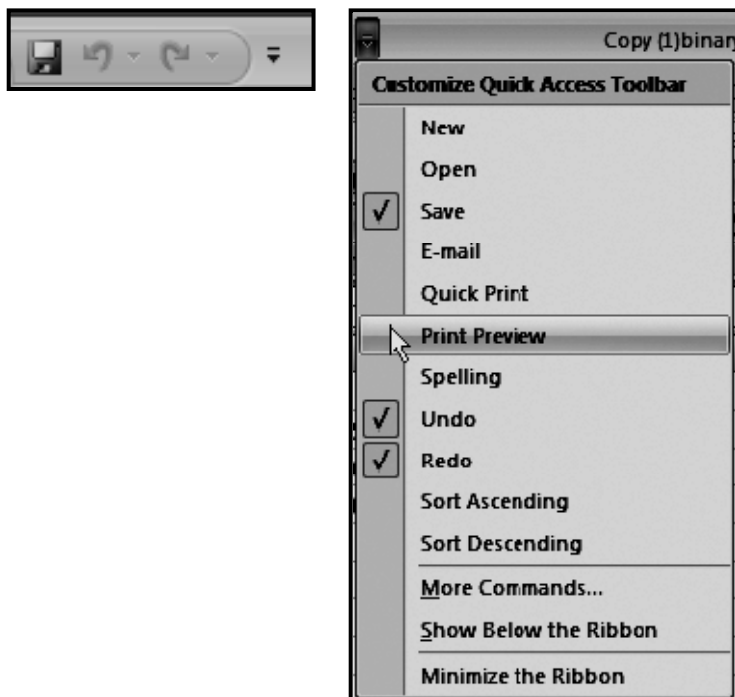 Copy (1)binary
Customize Quick Access Toolbar
New
Open
Save
E-mail
Quick Print
Print Preview
Spelling
Undo
Redo
Sort Ascending
Sort Descending
More Commands...
Show Below the Ribbon
Minimize the Ribbon